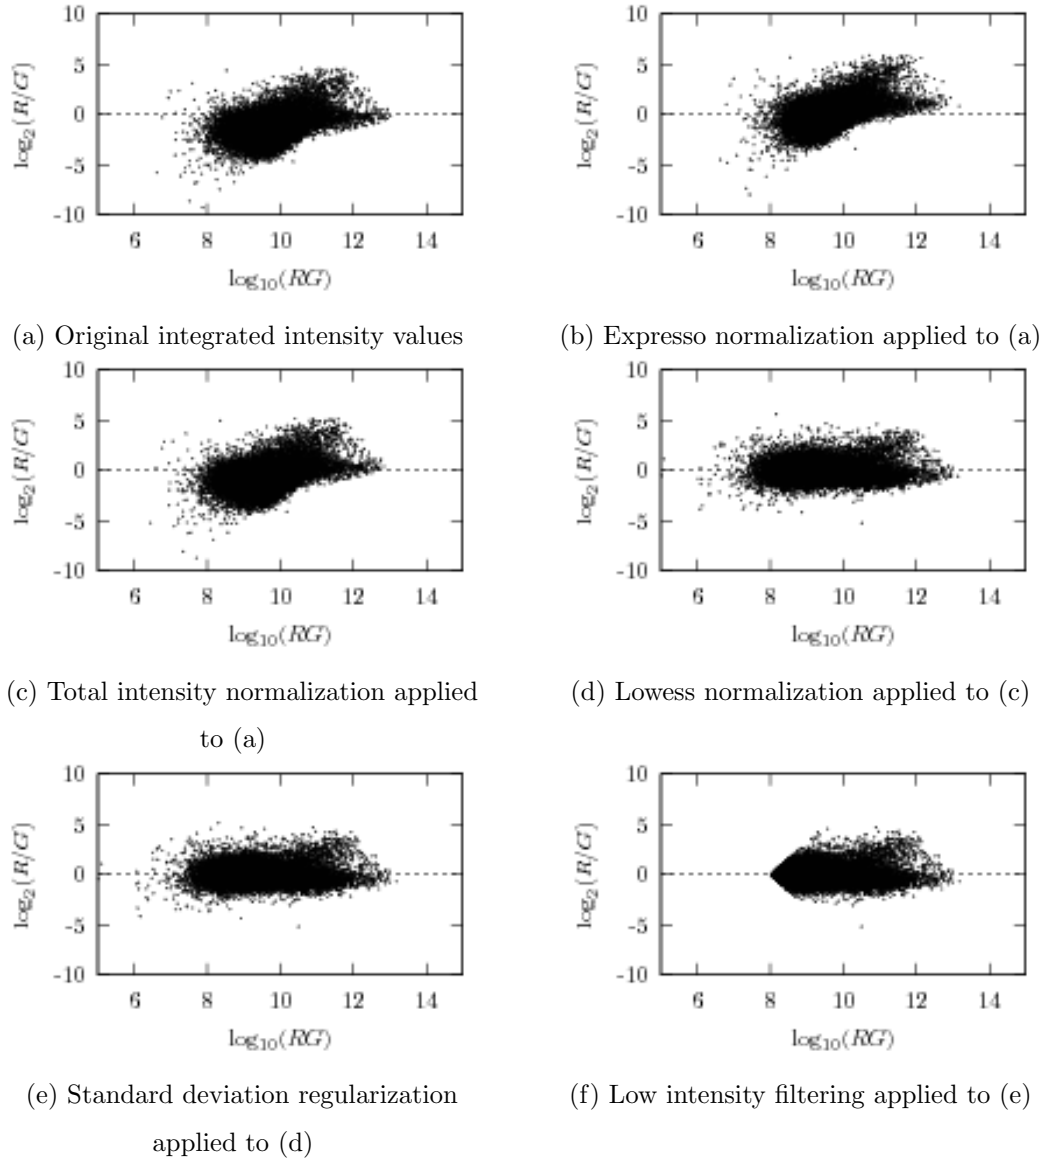 10
5
0
-5
-10
log₂(R/G)
6 8 10 12 14
log₁₀(RG)
(a) Original integrated intensity values
10
5
0
-5
-10
log₂(R/G)
6 8 10 12 14
log₁₀(RG)
(b) Expresso normalization applied to (a)
10
5
0
-5
-10
log₂(R/G)
6 8 10 12 14
log₁₀(RG)
(c) Total intensity normalization applied
to (a)
10
5
0
-5
-10
log₂(R/G)
6 8 10 12 14
log₁₀(RG)
(d) Lowess normalization applied to (c)
10
5
0
-5
-10
log₂(R/G)
6 8 10 12 14
log₁₀(RG)
(e) Standard deviation regularization
applied to (d)
10
5
0
-5
-10
log₂(R/G)
6 8 10 12 14
log₁₀(RG)
(f) Low intensity filtering applied to (e)